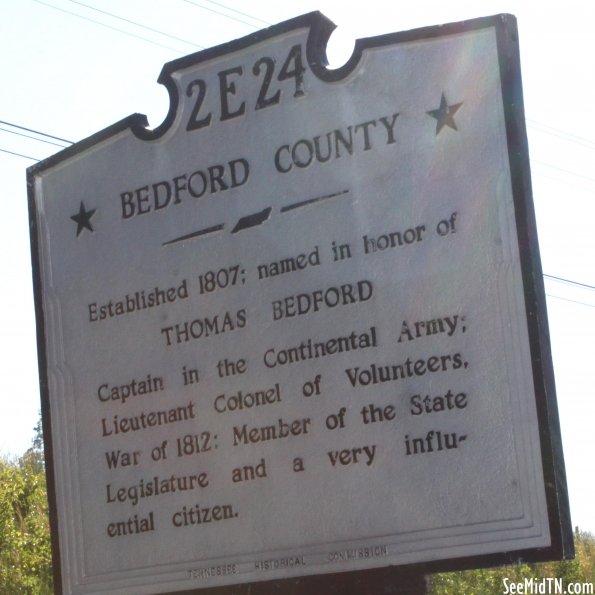 2E24
BEDFORD COUNTY
Established 1807; named in honor of
THOMAS BEDFORD
Captain in the Continental Army;
Lieutenant Colonel of Volunteers,
War of 1812; Member of the State
Legislature and a very influ-
ential citizen.
TENNESSEE HISTORICAL COMMISSION
SeeMidTN.com